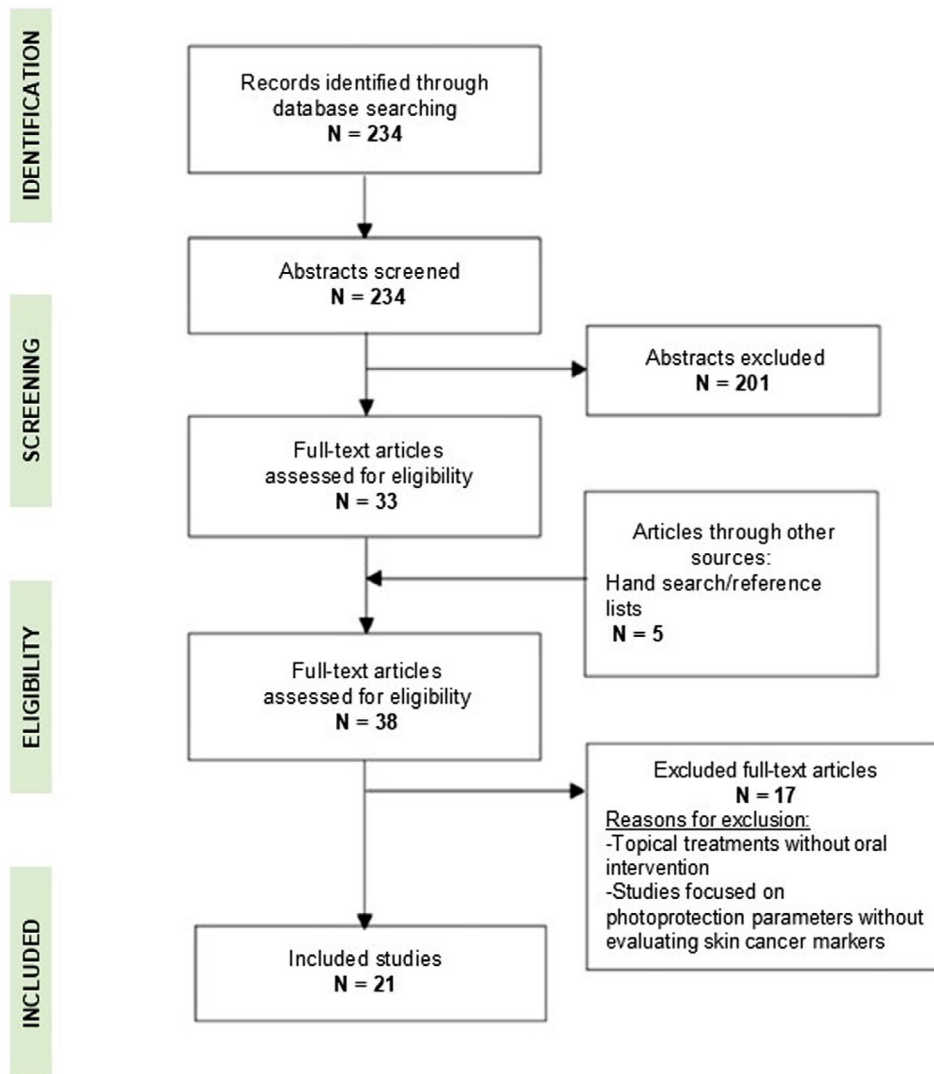 IDENTIFICATION
Records identified through
database searching
N = 234
Abstracts screened
N = 234
SCREENING
Abstracts excluded
N = 201
Full-text articles
assessed for eligibility
N = 33
Articles through other
sources:
Hand search/reference
lists
N = 5
ELIGIBILITY
Full-text articles
assessed for eligibility
N = 38
Excluded full-text articles
N = 17
Reasons for exclusion:
-Topical treatments without oral
intervention
-Studies focused on
photoprotection parameters without
evaluating skin cancer markers
INCLUDED
Included studies
N = 21